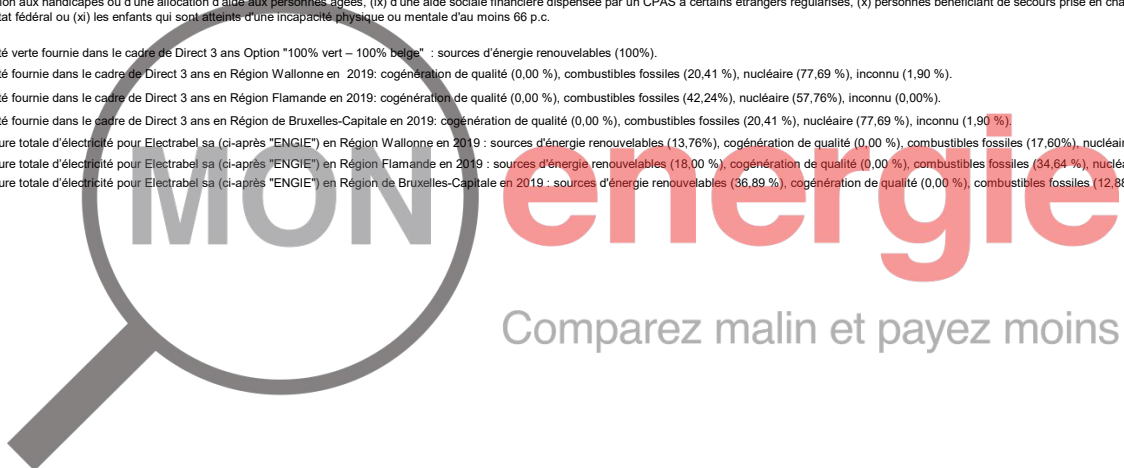 ion aux handicapés ou d'une allocation d'aide aux personnes âgées, (ix) d'une aide sociale financière dispensée par un CPAS à certains étrangers régularisés, (x) personnes bénéficiant de secours prise en cha
tat fédéral ou (xi) les enfants qui sont atteints d'une incapacité physique ou mentale d'au moins 66 p.c.
té verte fournie dans le cadre de Direct 3 ans Option "100% vert – 100% belge" : sources d'énergie renouvelables (100%).
té fournie dans le cadre de Direct 3 ans en Région Wallonne en 2019: cogénération de qualité (0,00 %), combustibles fossiles (20,41 %), nucléaire (77,69 %), inconnu (1,90 %).
té fournie dans le cadre de Direct 3 ans en Région Flamande en 2019: cogénération de qualité (0,00 %), combustibles fossiles (42,24%), nucléaire (57,76%), inconnu (0,00%).
té fournie dans le cadre de Direct 3 ans en Région de Bruxelles-Capitale en 2019: cogénération de qualité (0,00 %), combustibles fossiles (20,41 %), nucléaire (77,69 %), inconnu (1,90 %).
ure totale d'électricité pour Electrabel sa (ci-après "ENGIE") en Région Wallonne en 2019 : sources d'énergie renouvelables (13,76%), cogénération de qualité (0,00 %), combustibles fossiles (17,60%), nucléair
ure totale d'électricité pour Electrabel sa (ci-après "ENGIE") en Région Flamande en 2019 : sources d'énergie renouvelables (18,00 %), cogénération de qualité (0,00 %), combustibles fossiles (34,64 %), nucléa
ure totale d'électricité pour Electrabel sa (ci-après "ENGIE") en Région de Bruxelles-Capitale en 2019 : sources d'énergie renouvelables (36,89 %), cogénération de qualité (0,00 %), combustibles fossiles (12,88
MON energie
Comparez malin et payez moins